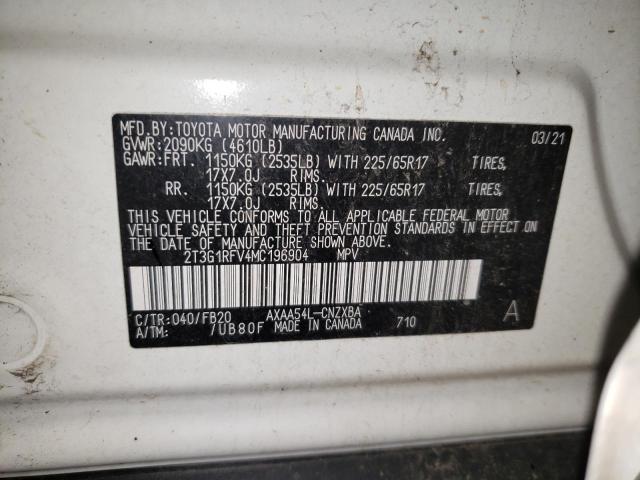 MFD.BY:TOYOTA MOTOR MANUFACTURING CANADA INC. 03/21
GVWR:2090KG (4610LB)
GAWR:FRT. 1150KG (2535LB) WITH 225/65R17 TIRES,
17X7.0J RIMS.
RR. 1150KG (2535LB) WITH 225/65R17 TIRES,
17X7.0J RIMS.
THIS VEHICLE CONFORMS TO ALL APPLICABLE FEDERAL MOTOR
VEHICLE SAFETY AND THEFT PREVENTION STANDARDS IN EFFECT ON
THE DATE OF MANUFACTURE SHOWN ABOVE.
2T3G1RFV4MC196904 MPV
C/TR:040/FB20 AXAA54L-CNZXBA A
A/TM: /UB80F MADE IN CANADA 710